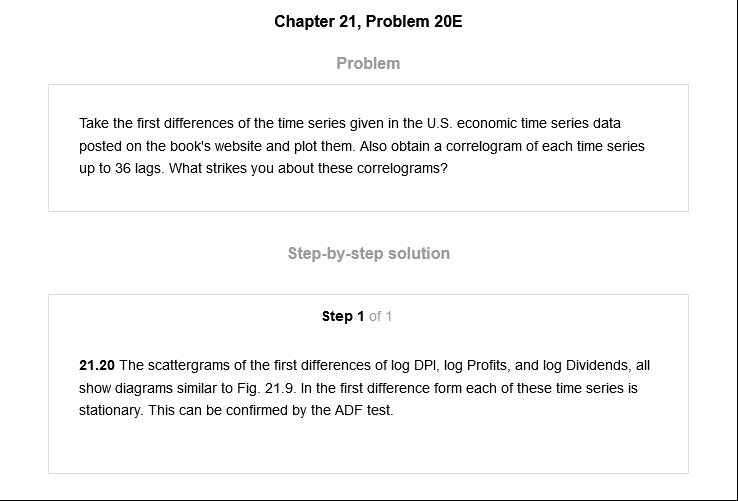 Chapter 21, Problem 20E
Problem
Take the first differences of the time series given in the U.S. economic time series data
posted on the book's website and plot them. Also obtain a correlogram of each time series
up to 36 lags. What strikes you about these correlograms?
Step-by-step solution
Step 1 of 1
21.20 The scattergrams of the first differences of log DPI, log Profits, and log Dividends, all
show diagrams similar to Fig. 21.9. In the first difference form each of these time series is
stationary. This can be confirmed by the ADF test.